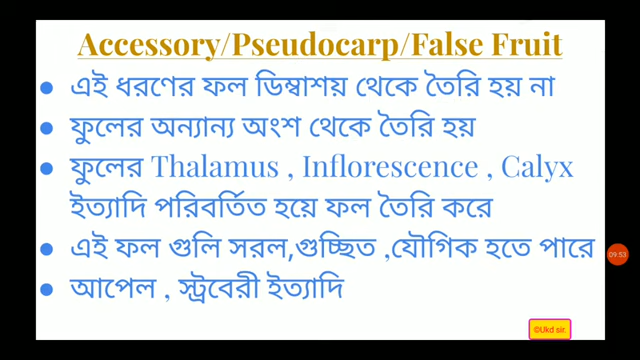 Accessory/Pseudocarp/False Fruit
● এই ধরণের ফল ডিম্বাশয় থেকে তৈরি হয় না
● ফুলের অন্যান্য অংশ থেকে তৈরি হয়
● ফুলের Thalamus , Inflorescence , Calyx
ইত্যাদি পরিবর্তিত হয়ে ফল তৈরি করে
● এই ফল গুলি সরল,গুচ্ছিত ,যৌগিক হতে পারে
09:53
● আপেল , স্ট্রবেরী ইত্যাদি
©Ukd sir.